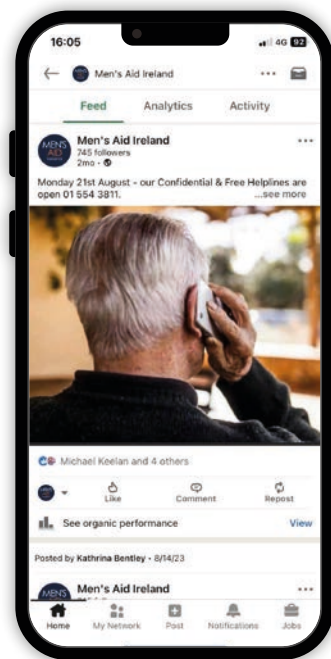 16:05
4G 92
Men's Aid Ireland
Feed Analytics Activity
MEN'S AID
Men's Aid Ireland
745 followers
2mo •
Monday 21st August - our Confidential & Free Helplines are
open 01 554 3811. ...see more
Michael Keelan and 4 others
Like Comment Repost
See organic performance View
Posted by Kathrina Bentley • 8/14/23
MEN'S
Men's Aid Ireland
Home My Network Post Notifications Jobs